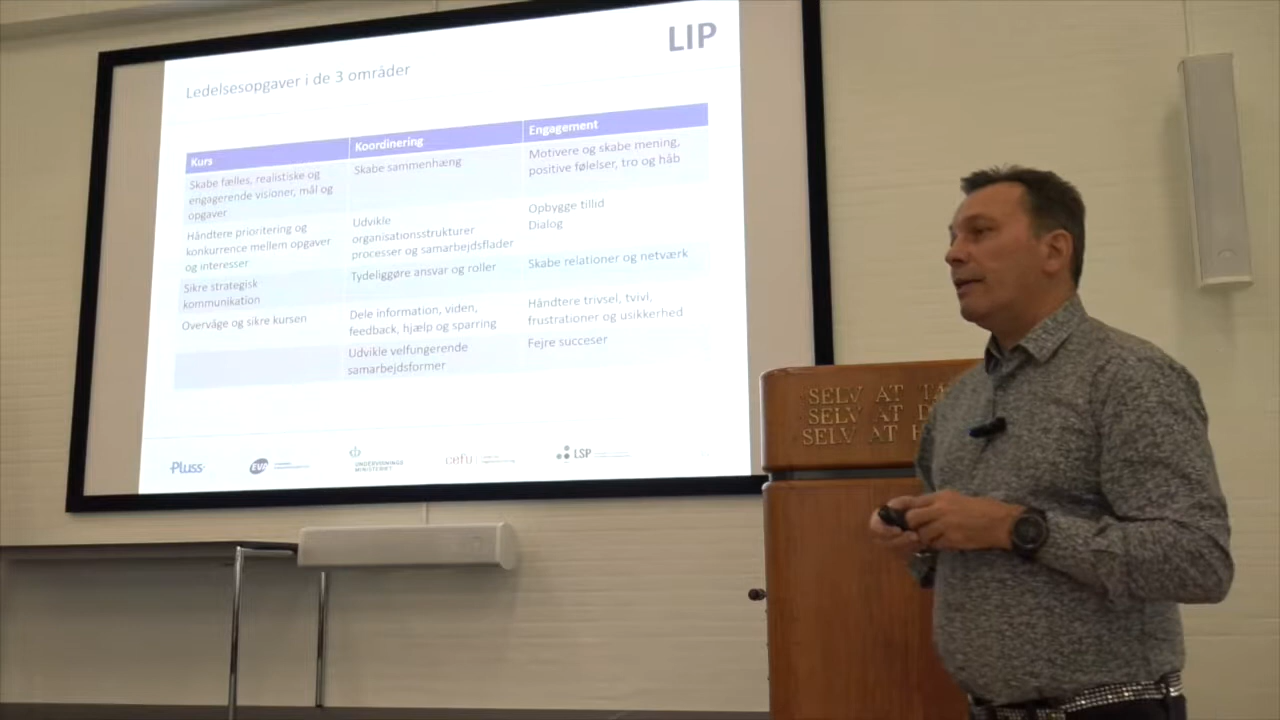 LIP
Ledelsesopgaver i de 3 områder
Kurs
Koordinering
Engagement
Skabe fælles, realistiske og
engagerende visioner, mål og
opgaver
Skabe sammenhæng
Motivere og skabe mening,
positive følelser, tro og håb
Håndtere prioritering og
konkurrence mellem opgaver
og interesser
Udvikle
organisationsstrukturer
processer og samarbejdsflader
Opbygge tillid
Dialog
Sikre strategisk
kommunikation
Tydeliggøre ansvar og roller
Skabe relationer og netværk
Overvåge og sikre kursen
Dele information, viden,
feedback, hjælp og sparring
Håndtere trivsel, tvivl,
frustrationer og usikkerhed
Udvikle velfungerende
samarbejdsformer
Fejre succeser
Pluss
EVA
UNDERVISNINGS
MINISTERIET
cefu
LSP
SELV AT
SELV AT
SELV AT